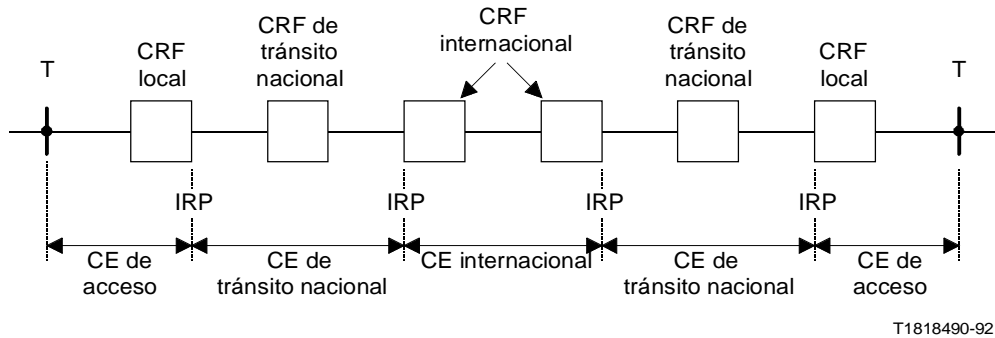 CRF
internacional
CRF de
tránsito
nacional
CRF de
tránsito
nacional
CRF
local
CRF
local
T
T
IRP
IRP
IRP
IRP
CE de
acceso
CE de
tránsito nacional
CE internacional
CE de
tránsito nacional
CE de
acceso
T1818490-92